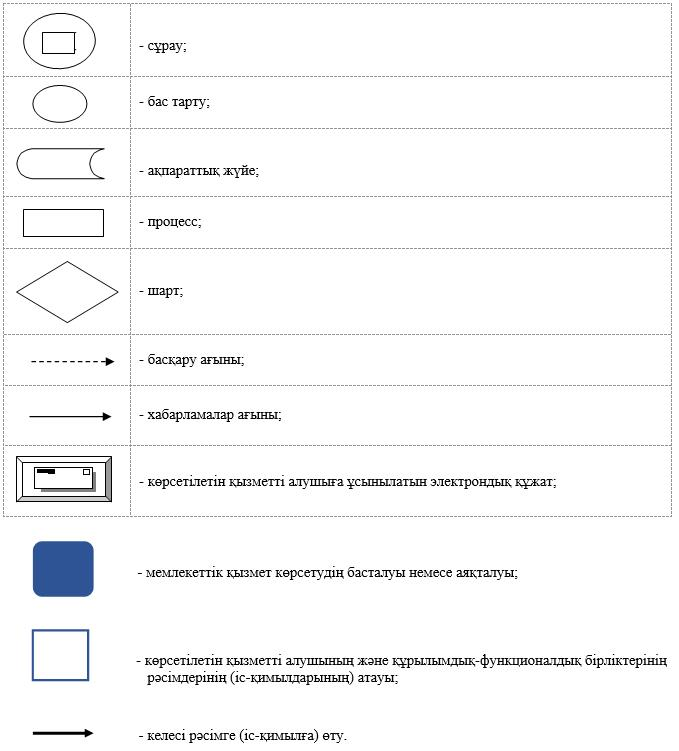 - сұрау;
- бас тарту;
- ақпараттық жүйе;
- процесс;
- шарт;
- басқару ағыны;
- хабарламалар ағыны;
- көрсетілетін қызметті алушыға ұсынылатын электрондық құжат;
- мемлекеттік қызмет көрсетудің басталуы немесе аяқталуы;
- көрсетілетін қызметті алушының және құрылымдық-функционалдық бірліктерінің
рәсімдерінің (іс-қимылдарының) атауы;
- келесі рәсімге (іс-қимылға) өту.